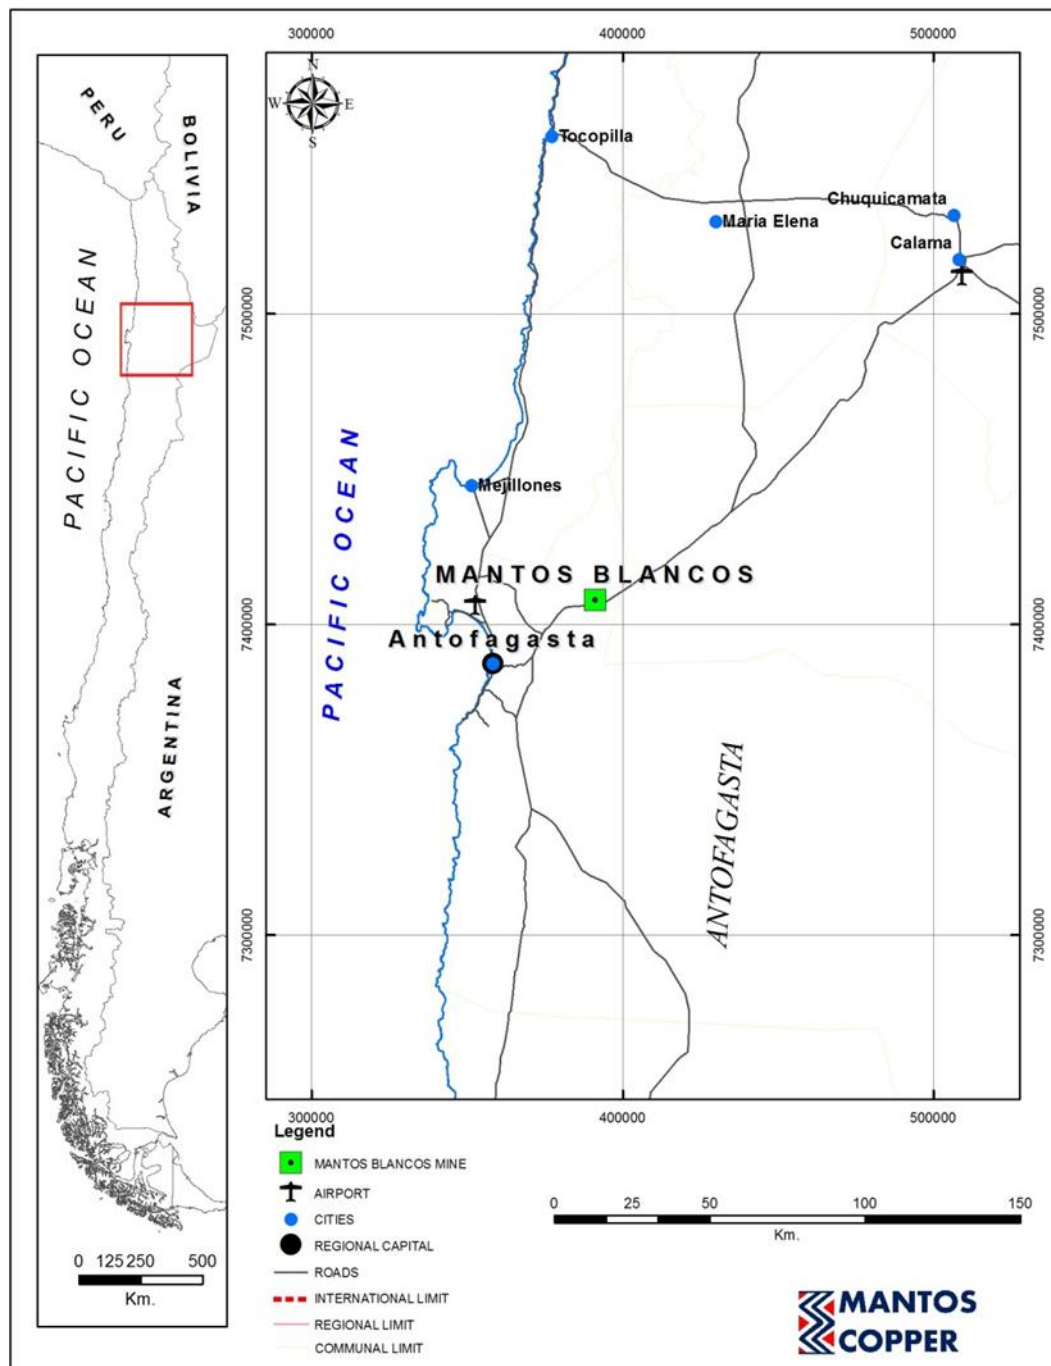 PERU
BOLIVIA
PACIFIC OCEAN
ARGENTINA
0 125 250 500
Km.
300000 400000 500000
N
W E
S
Tocopilla
Chuquicamata
Maria Elena
Calama
7500000 7500000
PACIFIC OCEAN
Mejillones
MANTOS BLANCOS
7400000 7400000
Antofagasta
ANTOFAGASTA
7300000 7300000
300000 400000 500000
Legend
MANTOS BLANCOS MINE
AIRPORT
CITIES
REGIONAL CAPITAL
ROADS
INTERNATIONAL LIMIT
REGIONAL LIMIT
COMMUNAL LIMIT
0 25 50 100 150
Km.
MANTOS
COPPER